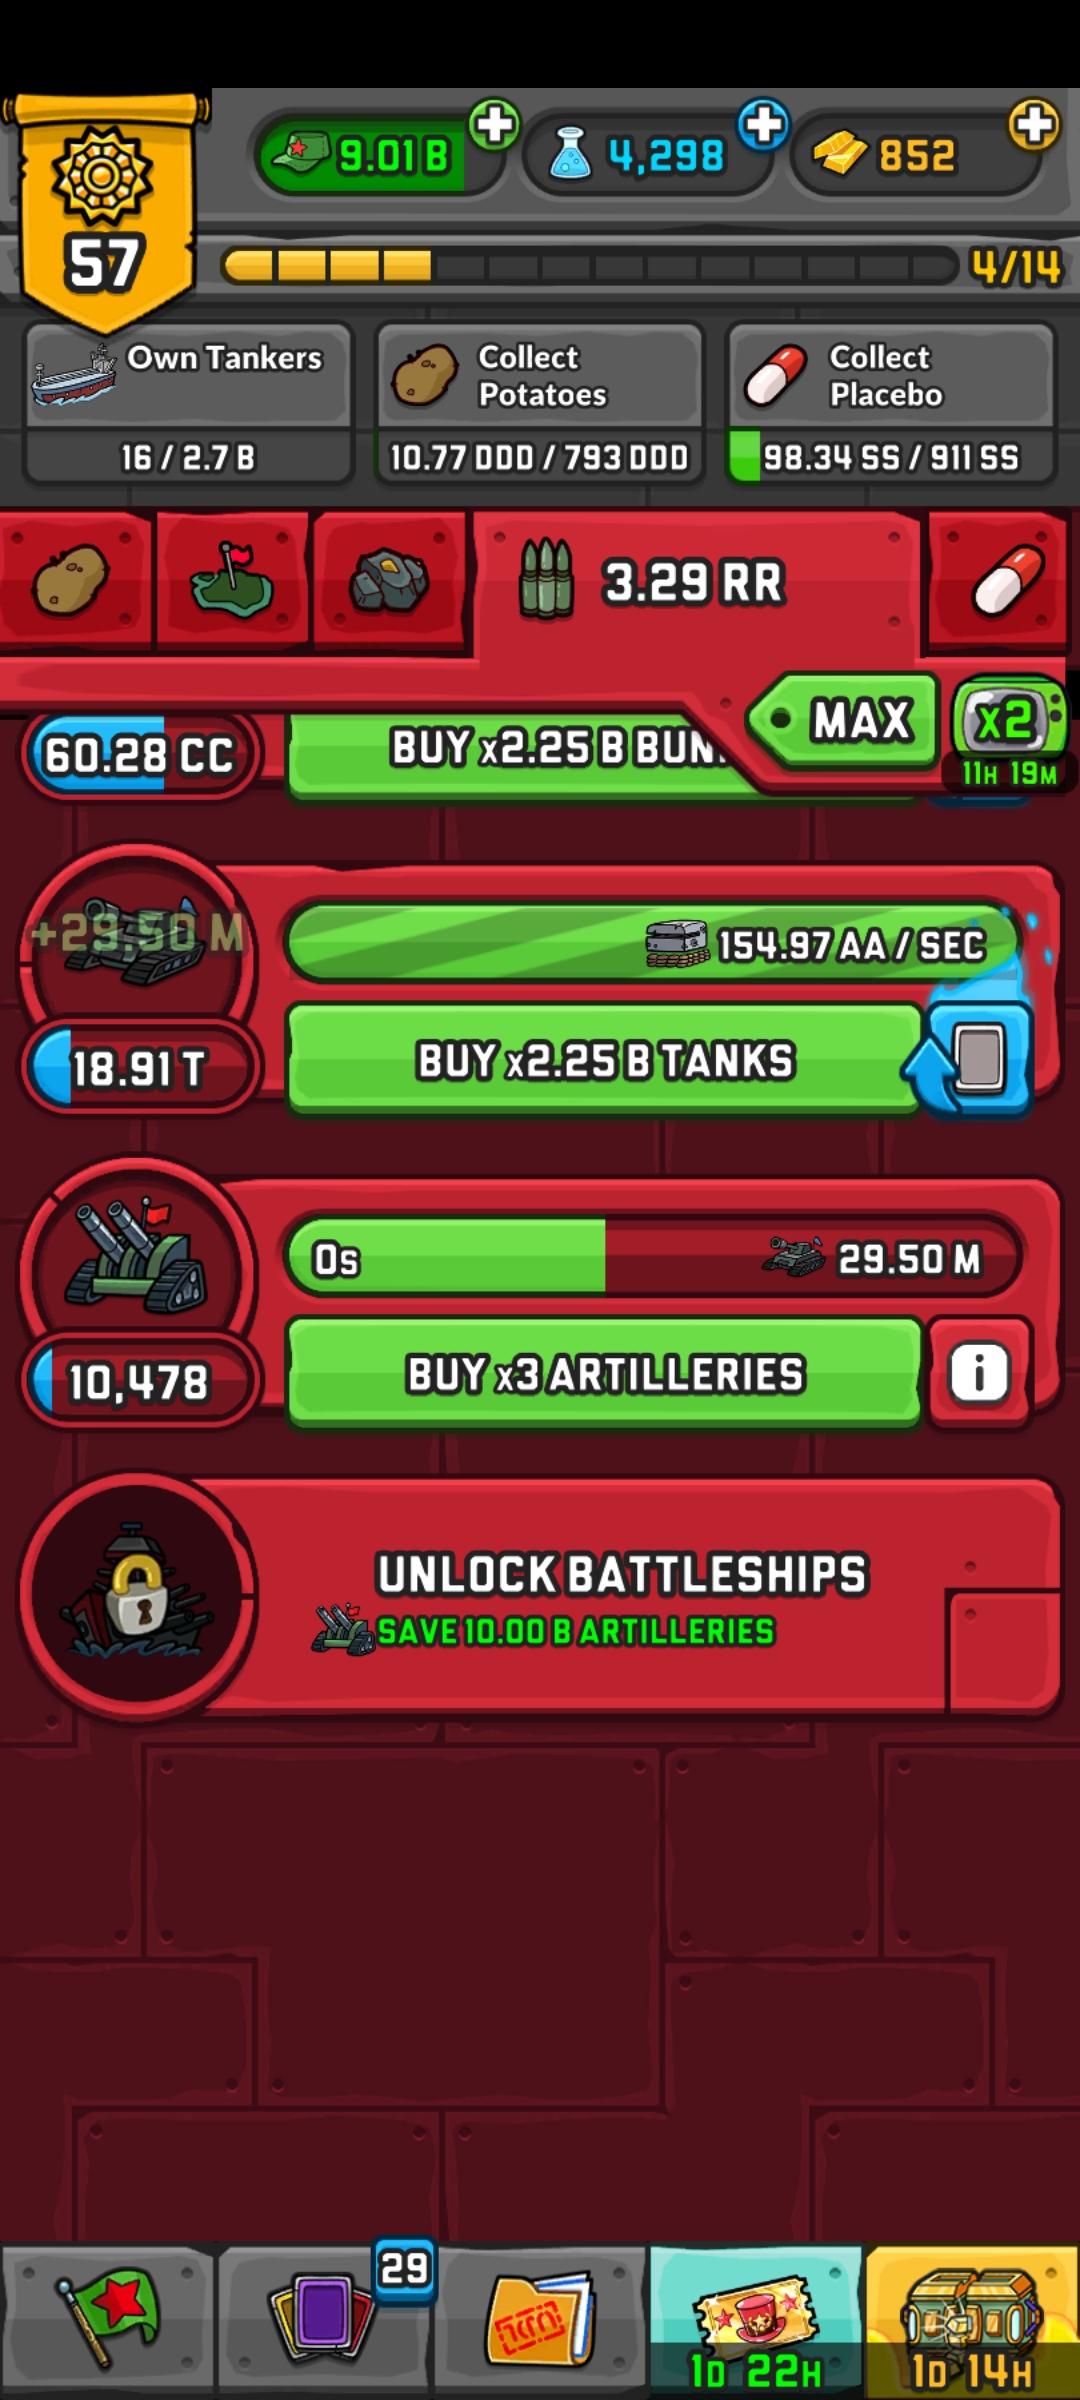 57
9.01 B
4,298
852
4/14
Own Tankers
16 / 2.7 B
Collect
Potatoes
10.77 DDD / 793 DDD
Collect
Placebo
98.34 SS / 911 SS
3.29 RR
MAX
x2
11H 19M
60.28 CC
BUY x2.25 B BUN
+29.50 M
154.97 AA / SEC
18.91 T
BUY x2.25 B TANKS
0s
29.50 M
10,478
BUY x3 ARTILLERIES
i
UNLOCK BATTLESHIPS
SAVE 10.00 B ARTILLERIES
29
1D 22H
1D 14H